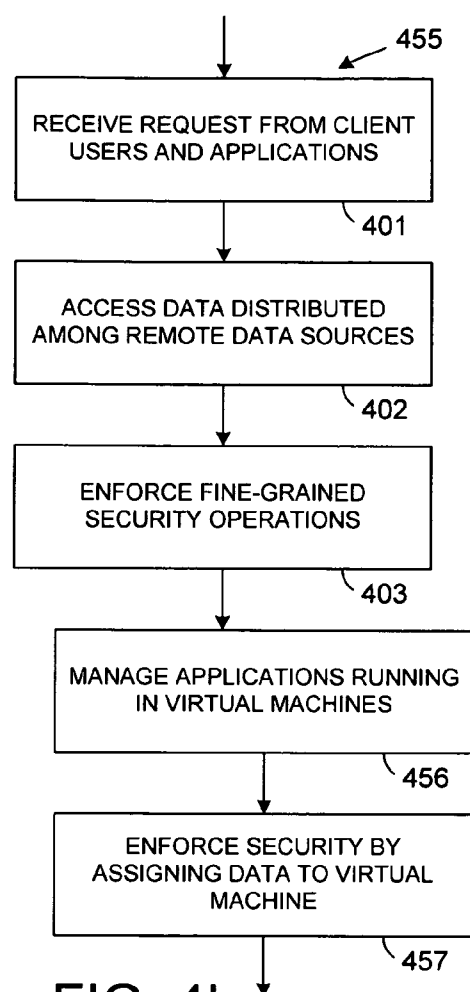 455
RECEIVE REQUEST FROM CLIENT
USERS AND APPLICATIONS
401
ACCESS DATA DISTRIBUTED
AMONG REMOTE DATA SOURCES
402
ENFORCE FINE-GRAINED
SECURITY OPERATIONS
403
MANAGE APPLICATIONS RUNNING
IN VIRTUAL MACHINES
456
ENFORCE SECURITY BY
ASSIGNING DATA TO VIRTUAL
MACHINE
457
FIG.